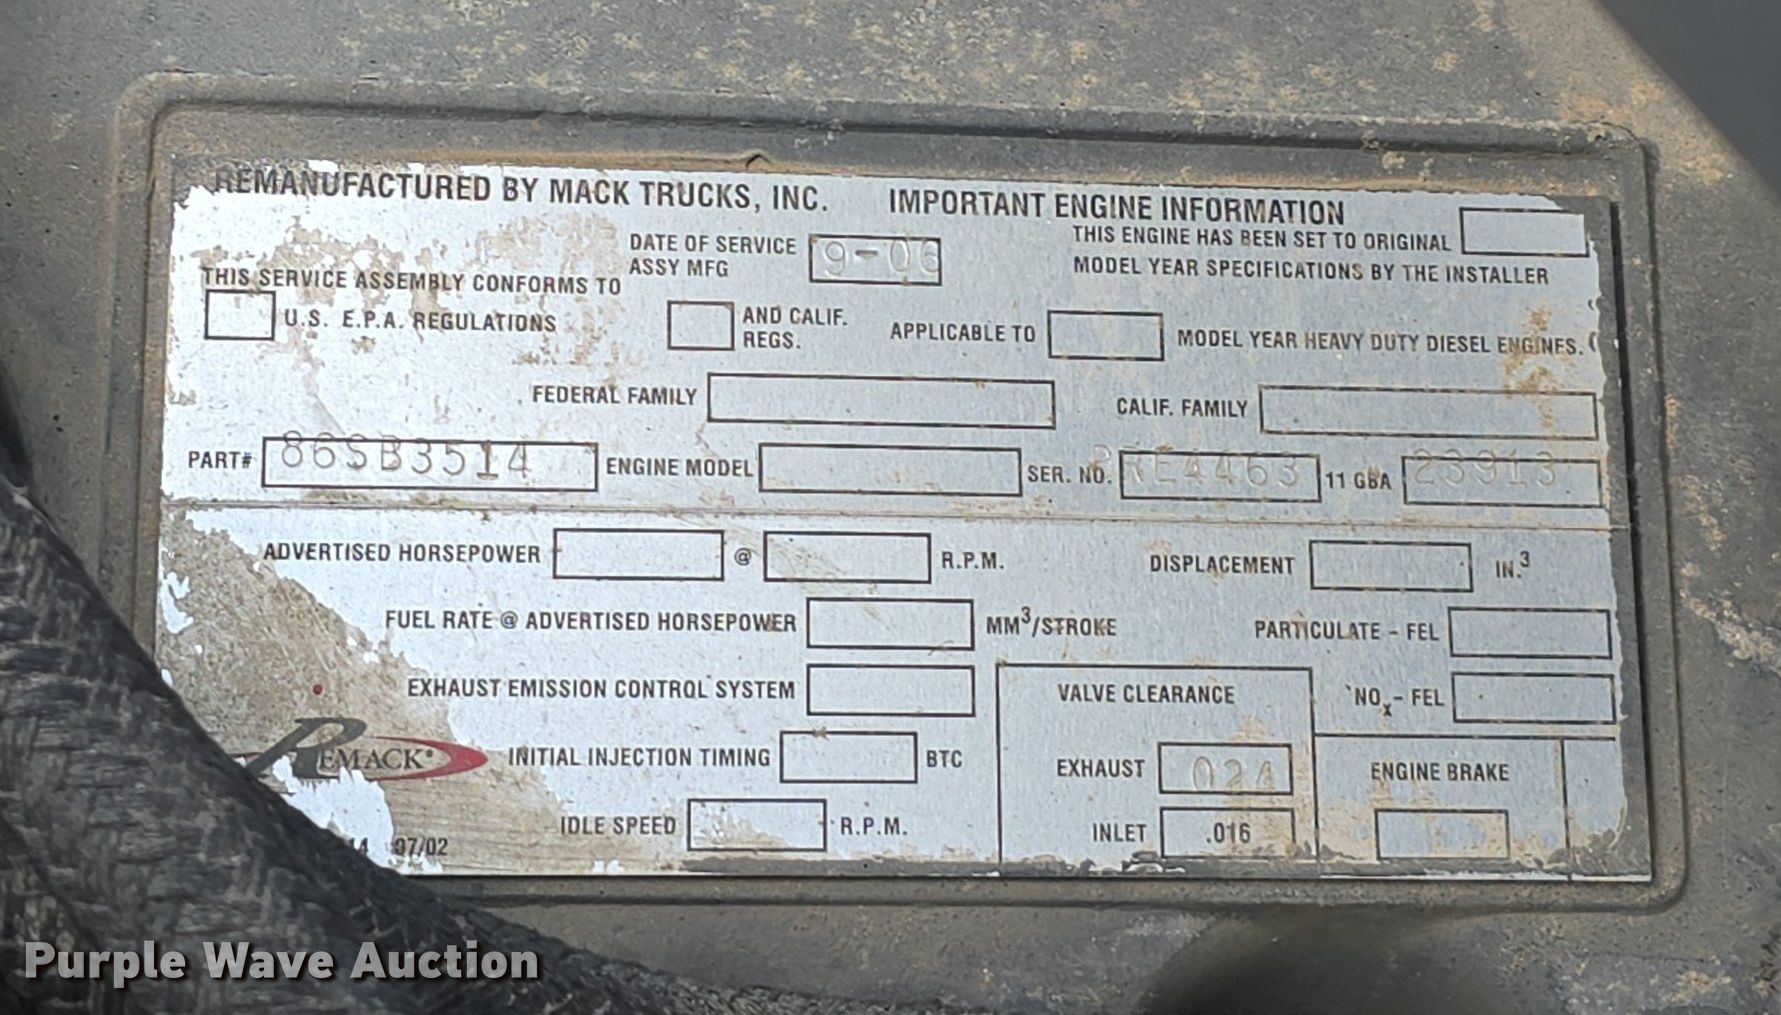 REMANUFACTURED BY MACK TRUCKS, INC. IMPORTANT ENGINE INFORMATION
DATE OF SERVICE ASSY MFG 9-06
THIS ENGINE HAS BEEN SET TO ORIGINAL
MODEL YEAR SPECIFICATIONS BY THE INSTALLER
THIS SERVICE ASSEMBLY CONFORMS TO
U.S. E.P.A. REGULATIONS AND CALIF. REGS. APPLICABLE TO MODEL YEAR HEAVY DUTY DIESEL ENGINES.
FEDERAL FAMILY CALIF. FAMILY
PART# 86SB3514 ENGINE MODEL SER. NO. RE4463 11 GBA 23913
ADVERTISED HORSEPOWER @ R.P.M. DISPLACEMENT IN.³
FUEL RATE @ ADVERTISED HORSEPOWER MM³/STROKE PARTICULATE - FEL
EXHAUST EMISSION CONTROL SYSTEM VALVE CLEARANCE NOx - FEL
REMACK® INITIAL INJECTION TIMING BTC EXHAUST 024 ENGINE BRAKE
IDLE SPEED R.P.M. INLET .016
07/02
Purple Wave Auction